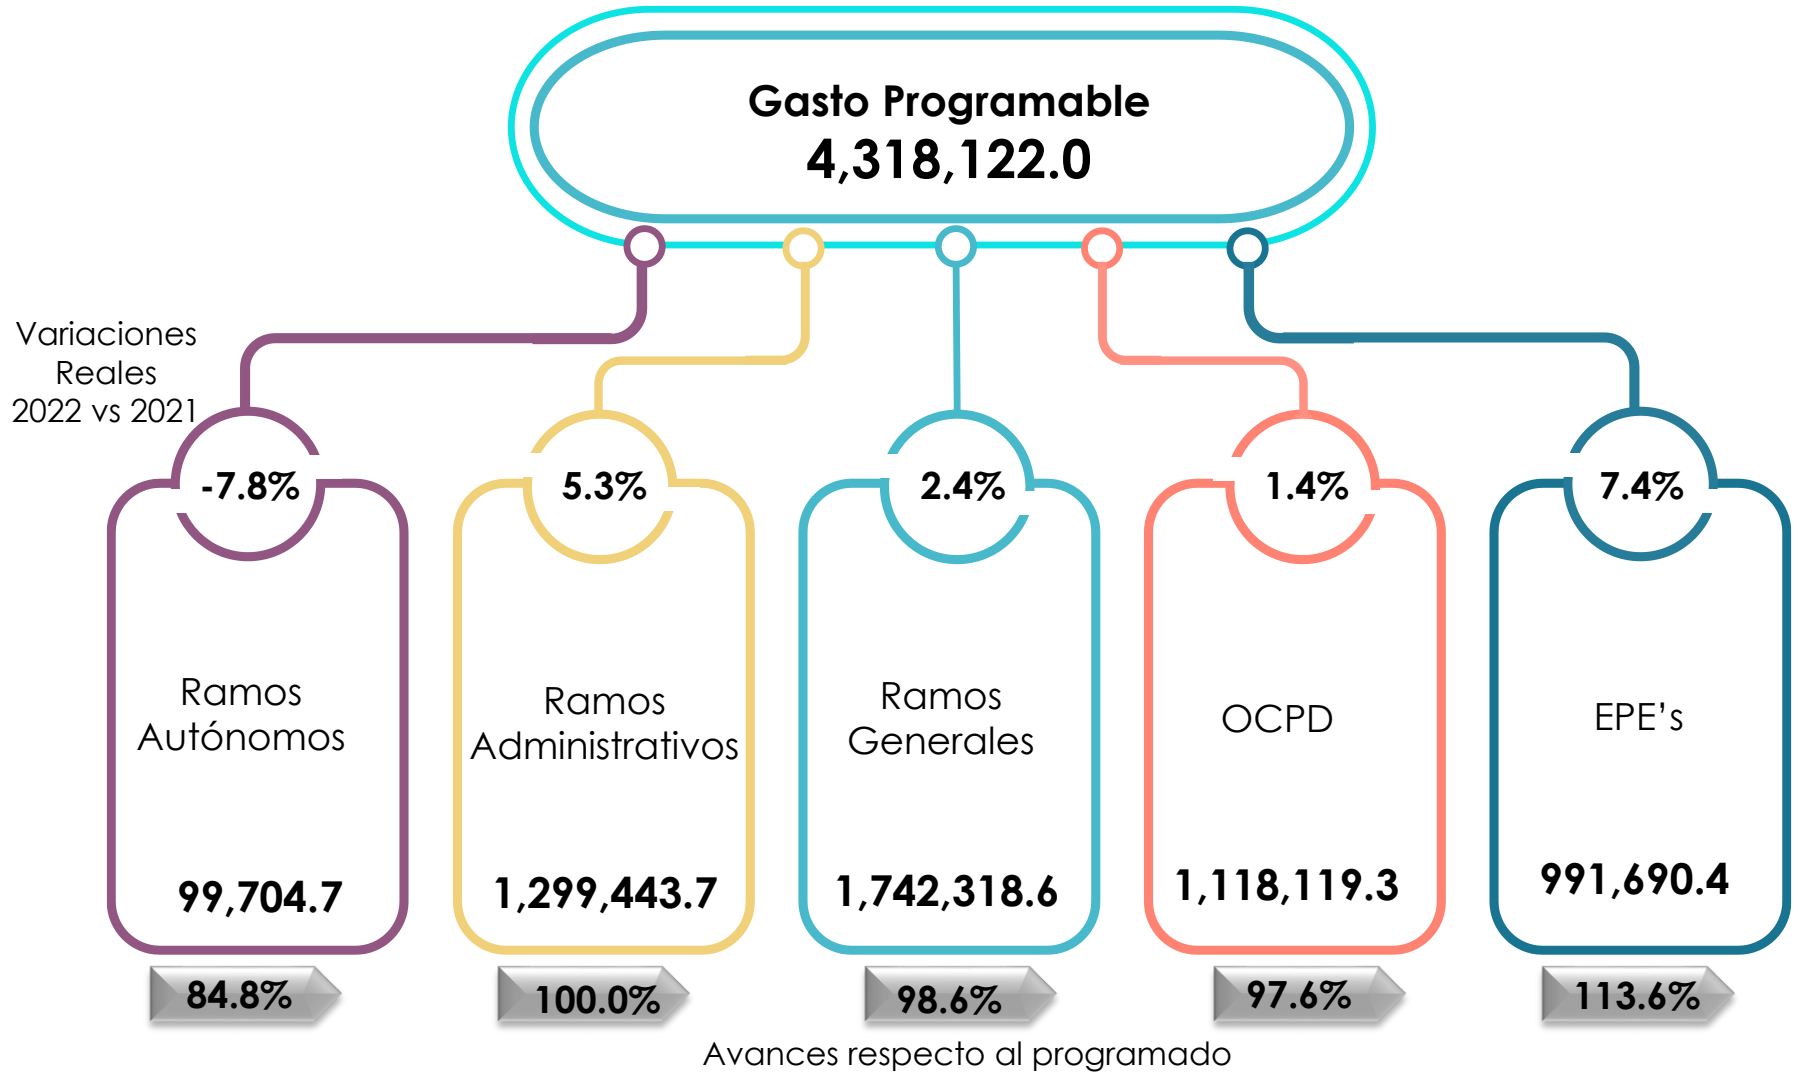 Gasto Programable
4,318,122.0
Variaciones
Reales
2022 vs 2021
-7.8%
5.3%
2.4%
1.4%
7.4%
Ramos
Autónomos
Ramos
Administrativos
Ramos
Generales
OCPD
EPE’s
99,704.7
1,299,443.7
1,742,318.6
1,118,119.3
991,690.4
84.8%
100.0%
98.6%
97.6%
113.6%
Avances respecto al programado